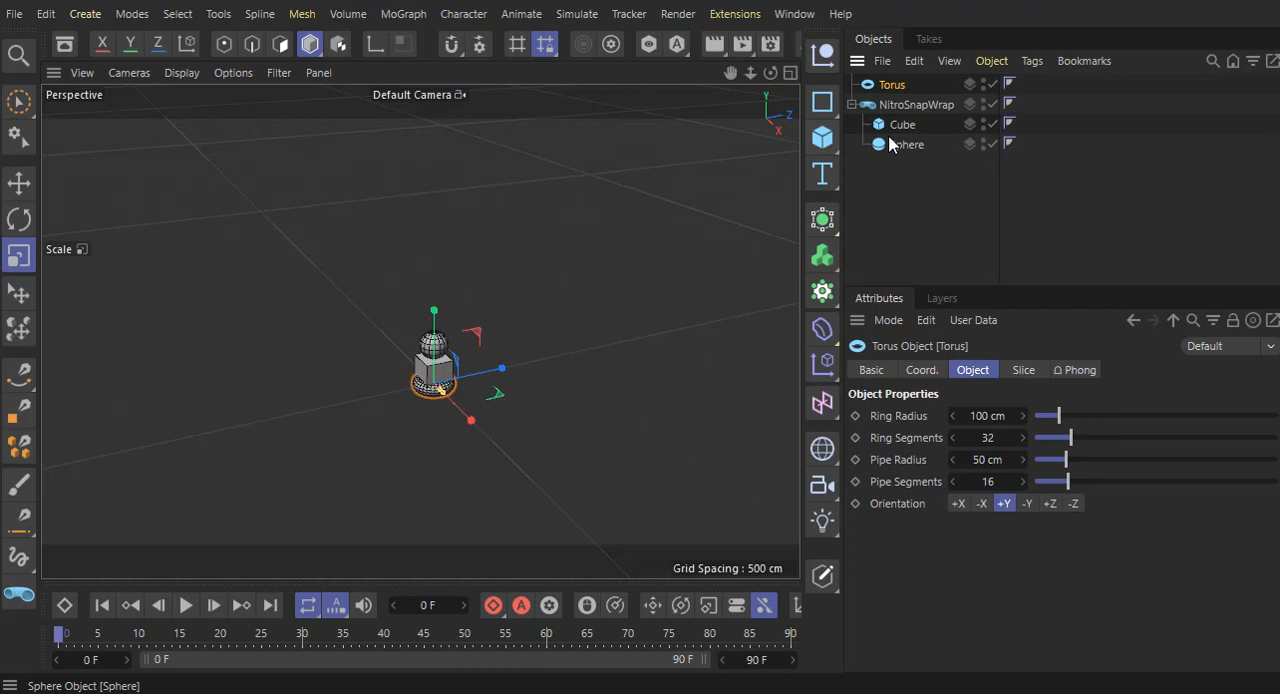 File Edit Create Modes Select Tools Spline Mesh Volume MoGraph Character Animate Simulate Tracker Render Extensions Window Help
X Y Z A
Objects Takes
File Edit View Object Tags Bookmarks
View Cameras Display Options Filter Panel
Perspective Default Camera
Y Z X
Torus
NitroSnapWrap
Cube
Sphere
T
Scale
Attributes Layers
Mode Edit User Data
Torus Object [Torus] Default
Basic Coord. Object Slice Phong
Object Properties
Ring Radius 100 cm
Ring Segments 32
Pipe Radius 50 cm
Pipe Segments 16
Orientation +X -X +Y -Y +Z -Z
Grid Spacing : 500 cm
0 F A
0 5 10 15 20 25 30 35 40 45 50 55 60 65 70 75 80 85 90
0 F 0 F 90 F 90 F
Sphere Object [Sphere]